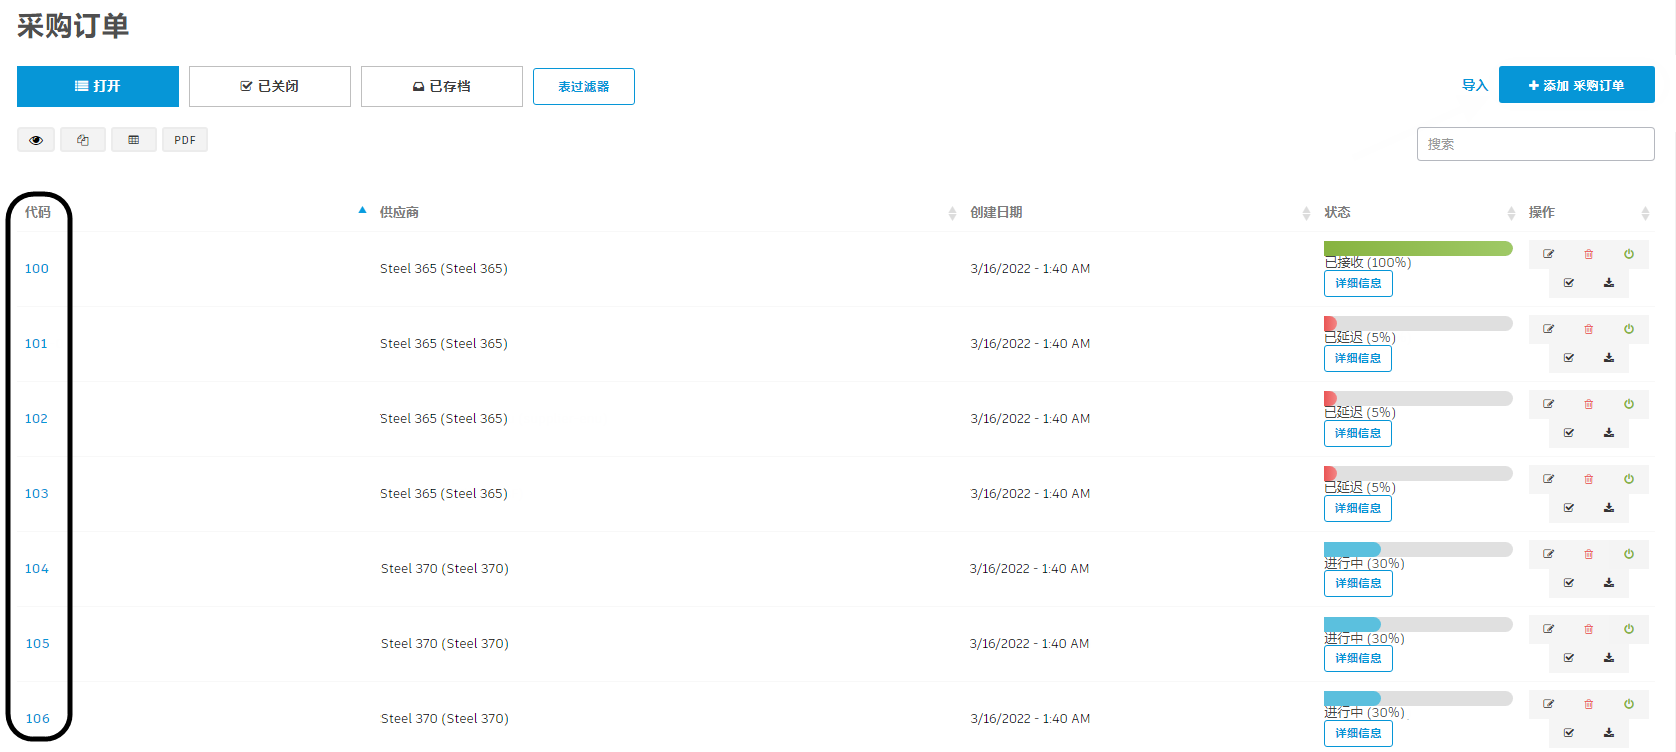 采购订单
打开 已关闭 已存档 表过滤器 导入 添加 采购订单
PDF 搜索
代码 供应商 创建日期 状态 操作
100 Steel 365 (Steel 365) 3/16/2022 - 1:40 AM 已接收 (100%)
详细信息
101 Steel 365 (Steel 365) 3/16/2022 - 1:40 AM 已延迟 (5%)
详细信息
102 Steel 365 (Steel 365) 3/16/2022 - 1:40 AM 已延迟 (5%)
详细信息
103 Steel 365 (Steel 365) 3/16/2022 - 1:40 AM 已延迟 (5%)
详细信息
104 Steel 370 (Steel 370) 3/16/2022 - 1:40 AM 进行中 (30%)
详细信息
105 Steel 370 (Steel 370) 3/16/2022 - 1:40 AM 进行中 (30%)
详细信息
106 Steel 370 (Steel 370) 3/16/2022 - 1:40 AM 进行中 (30%)
详细信息